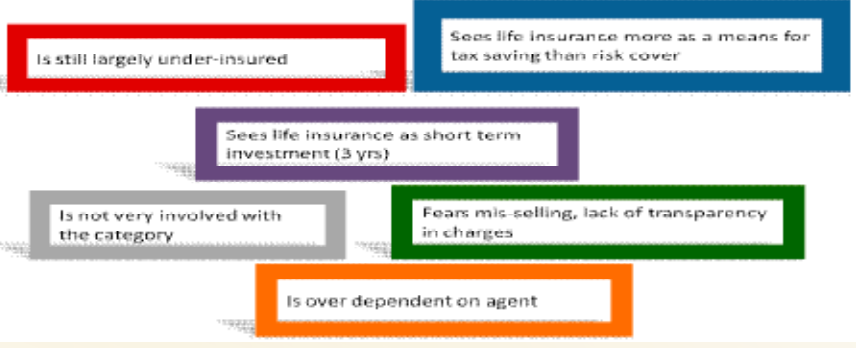 Is still largely under-insured
Sees life insurance more as a means for
tax saving than risk cover
Sees life insurance as short term
investment (3 yrs)
Is not very involved with
the category
Fears mis-selling, lack of transparency
in charges
Is over dependent on agent